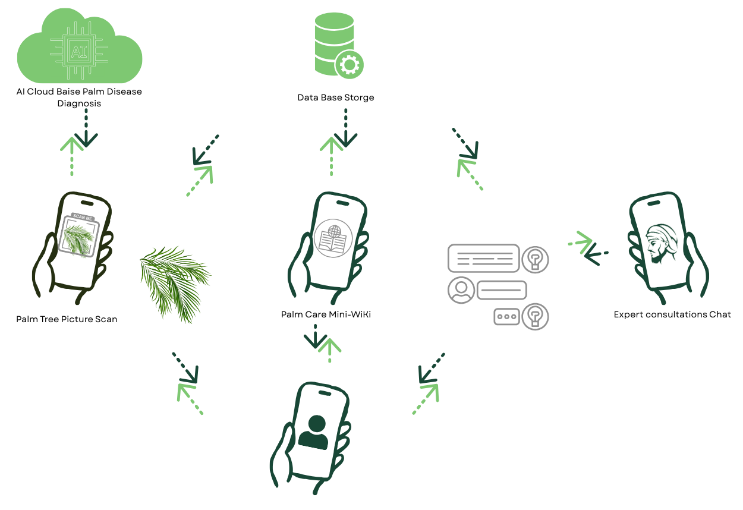 AI
AI Cloud Baise Palm Disease
Diagnosis
Data Base Storge
Palm Tree Picture Scan
Palm Care Mini-WiKi
Expert consultations Chat